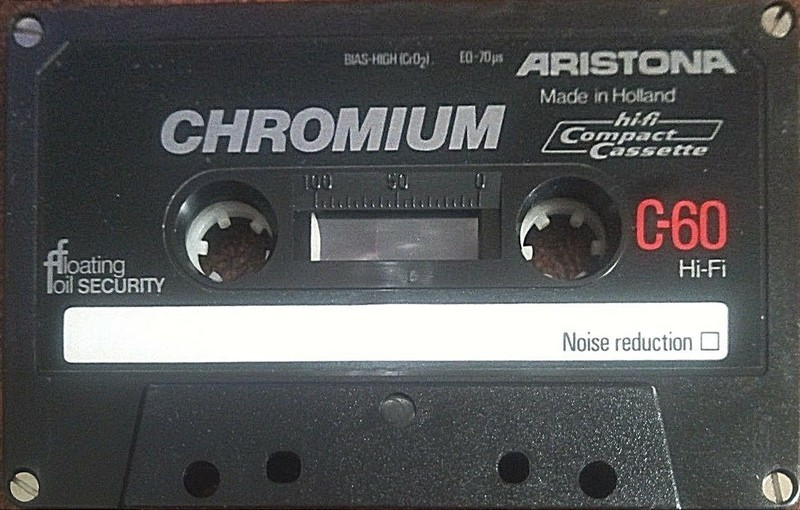 BIAS-HIGH (CrO2) EQ-70µs
ARISTONA
Made in Holland
CHROMIUM
hi-fi
Compact
Cassette
100 50 0
C-60
Hi-Fi
floating
foil SECURITY
Noise reduction